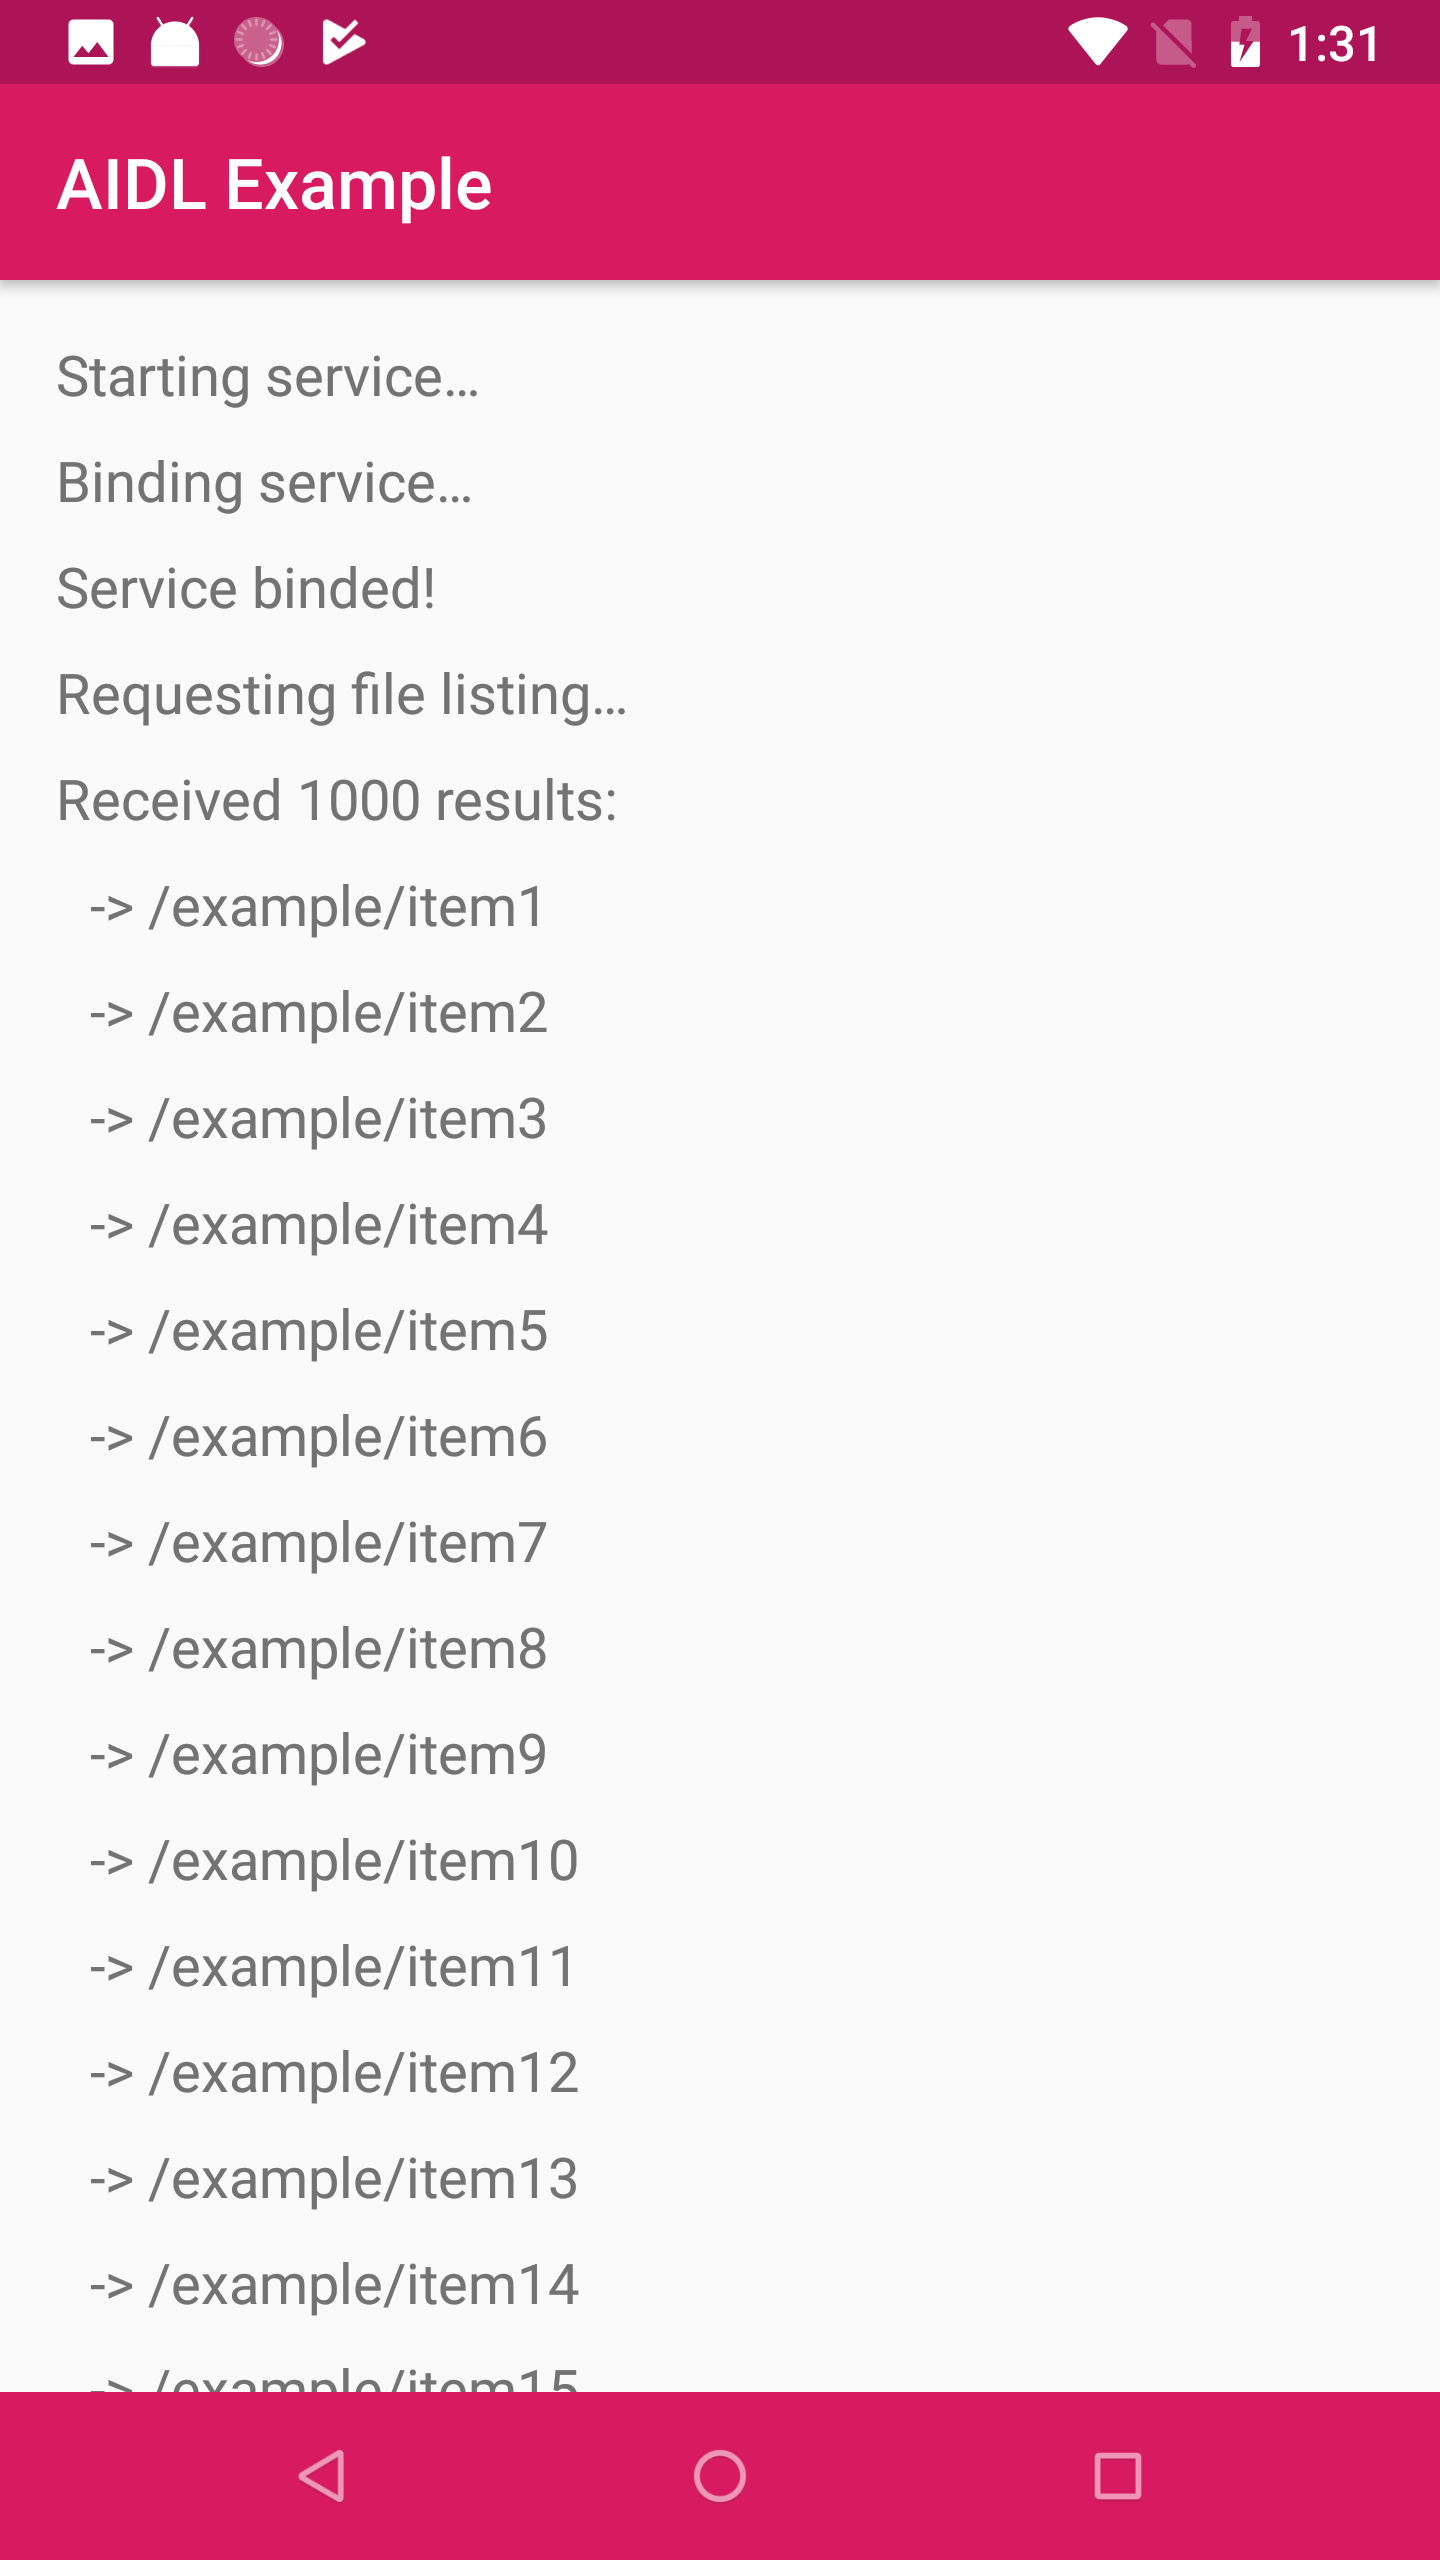 1:31
AIDL Example
Starting service…
Binding service…
Service binded!
Requesting file listing…
Received 1000 results:
-> /example/item1
-> /example/item2
-> /example/item3
-> /example/item4
-> /example/item5
-> /example/item6
-> /example/item7
-> /example/item8
-> /example/item9
-> /example/item10
-> /example/item11
-> /example/item12
-> /example/item13
-> /example/item14
-> /example/item15